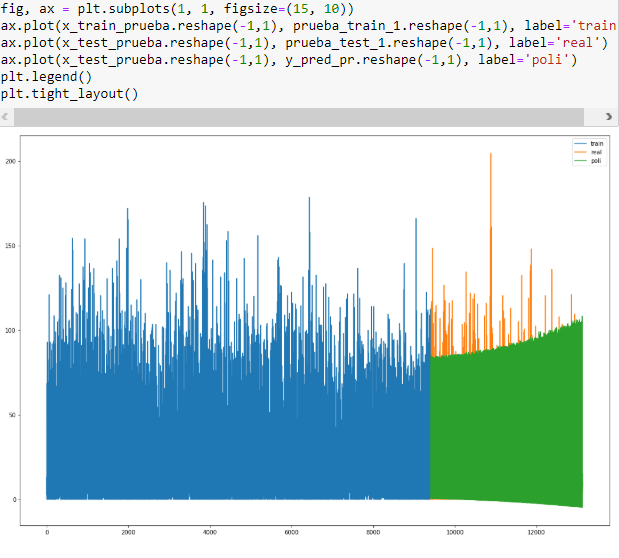 fig, ax = plt.subplots(1, 1, figsize=(15, 10))
ax.plot(x_train_prueba.reshape(-1,1), prueba_train_1.reshape(-1,1), label='train
ax.plot(x_test_prueba.reshape(-1,1), prueba_test_1.reshape(-1,1), label='real')
ax.plot(x_test_prueba.reshape(-1,1), y_pred_pr.reshape(-1,1), label='poli')
plt.legend()
plt.tight_layout()
train
real
poli
200
150
100
50
0
0 2000 4000 6000 8000 10000 12000